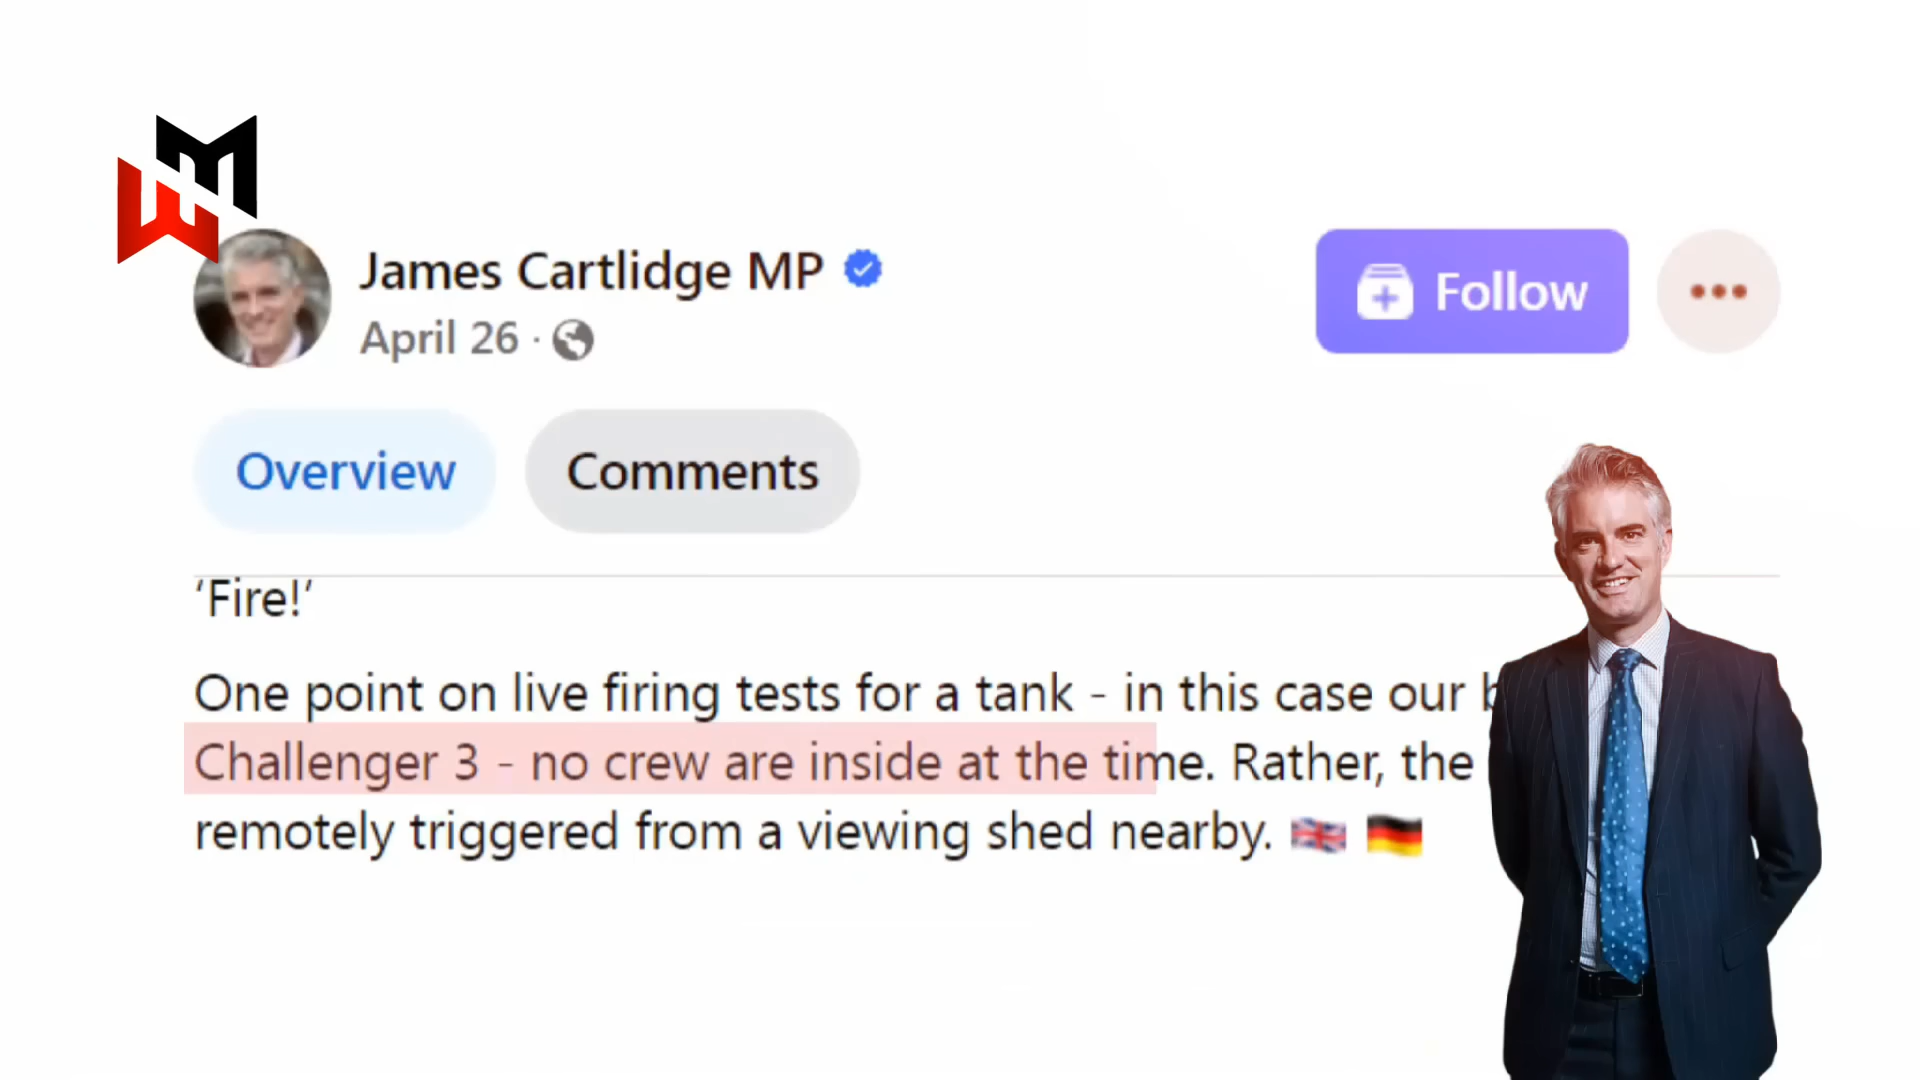 James Cartlidge MP
April 26 ·
Follow
Overview
Comments
‘Fire!’
One point on live firing tests for a tank - in this case our
Challenger 3 - no crew are inside at the time. Rather, the
remotely triggered from a viewing shed nearby.